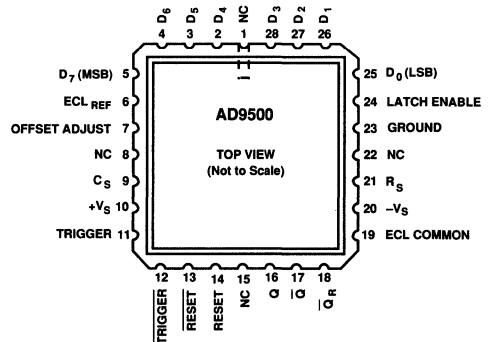 D6 D5 D4 NC D3 D2 D1
4 3 2 1 28 27 26
D7 (MSB) 5
ECL REF 6
OFFSET ADJUST 7
NC 8
CS 9
+VS 10
TRIGGER 11
AD9500
TOP VIEW
(Not to Scale)
25 D0 (LSB)
24 LATCH ENABLE
23 GROUND
22 NC
21 RS
20 –VS
19 ECL COMMON
12 13 14 15 16 17 18
TRIGGER RESET RESET NC Q Q QR